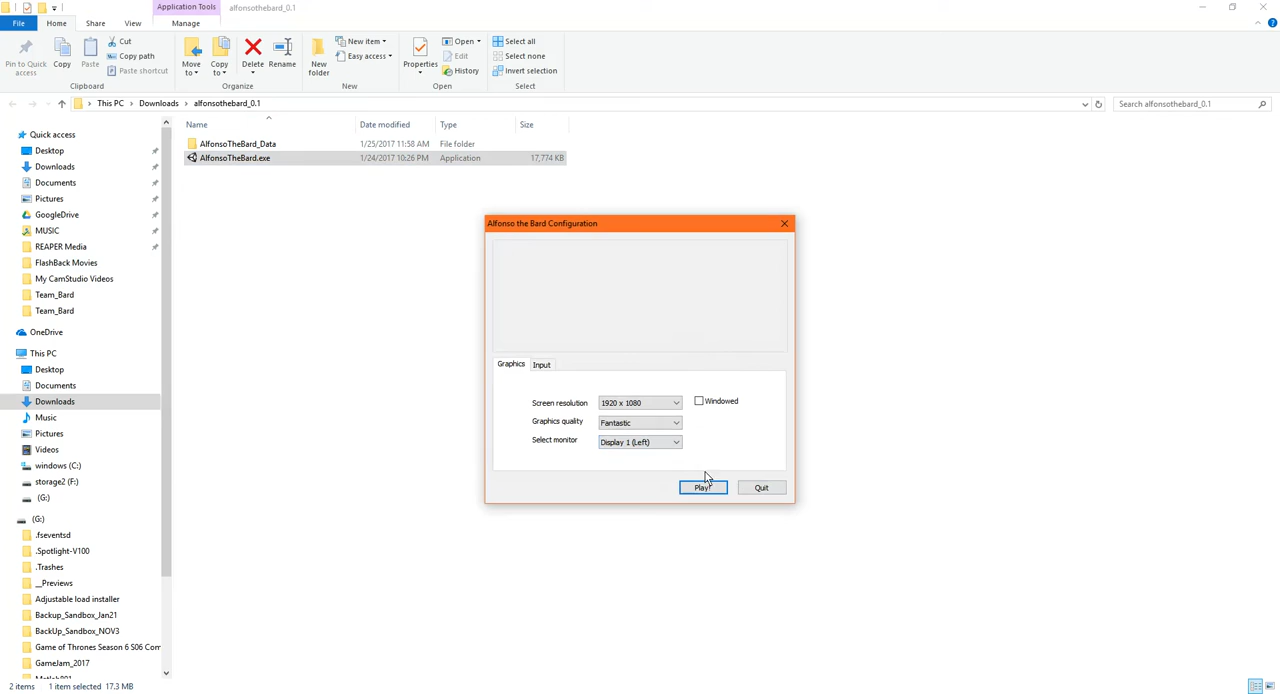 Application Tools
alfonsothebard_0.1
File
Home
Share
View
Manage
Pin to Quick access
Copy
Paste
Cut
Copy path
Paste shortcut
Clipboard
Move to
Copy to
Delete
Rename
Organize
New folder
New item
Easy access
New
Properties
Open
Edit
History
Open
Select all
Select none
Invert selection
Select
This PC
Downloads
alfonsothebard_0.1
Search alfonsothebard_0.1
Name
Date modified
Type
Size
AlfonsoTheBard_Data
1/25/2017 11:58 AM
File folder
AlfonsoTheBard.exe
1/24/2017 10:26 PM
Application
17,774 KB
Quick access
Desktop
Downloads
Documents
Pictures
GoogleDrive
MUSIC
REAPER Media
FlashBack Movies
My CamStudio Videos
Team_Bard
Team_Bard
OneDrive
This PC
Desktop
Documents
Downloads
Music
Pictures
Videos
windows (C:)
storage2 (F:)
(G:)
(G:)
.fseventsd
.Spotlight-V100
.Trashes
__Previews
Adjustable load installer
Backup_Sandbox_Jan21
BackUp_Sandbox_NOV3
Game of Thrones Season 6 S06 Com
GameJam_2017
Alfonso the Bard Configuration
Graphics
Input
Screen resolution
1920 x 1080
Windowed
Graphics quality
Fantastic
Select monitor
Display 1 (Left)
Play!
Quit
2 items
1 item selected 17.3 MB